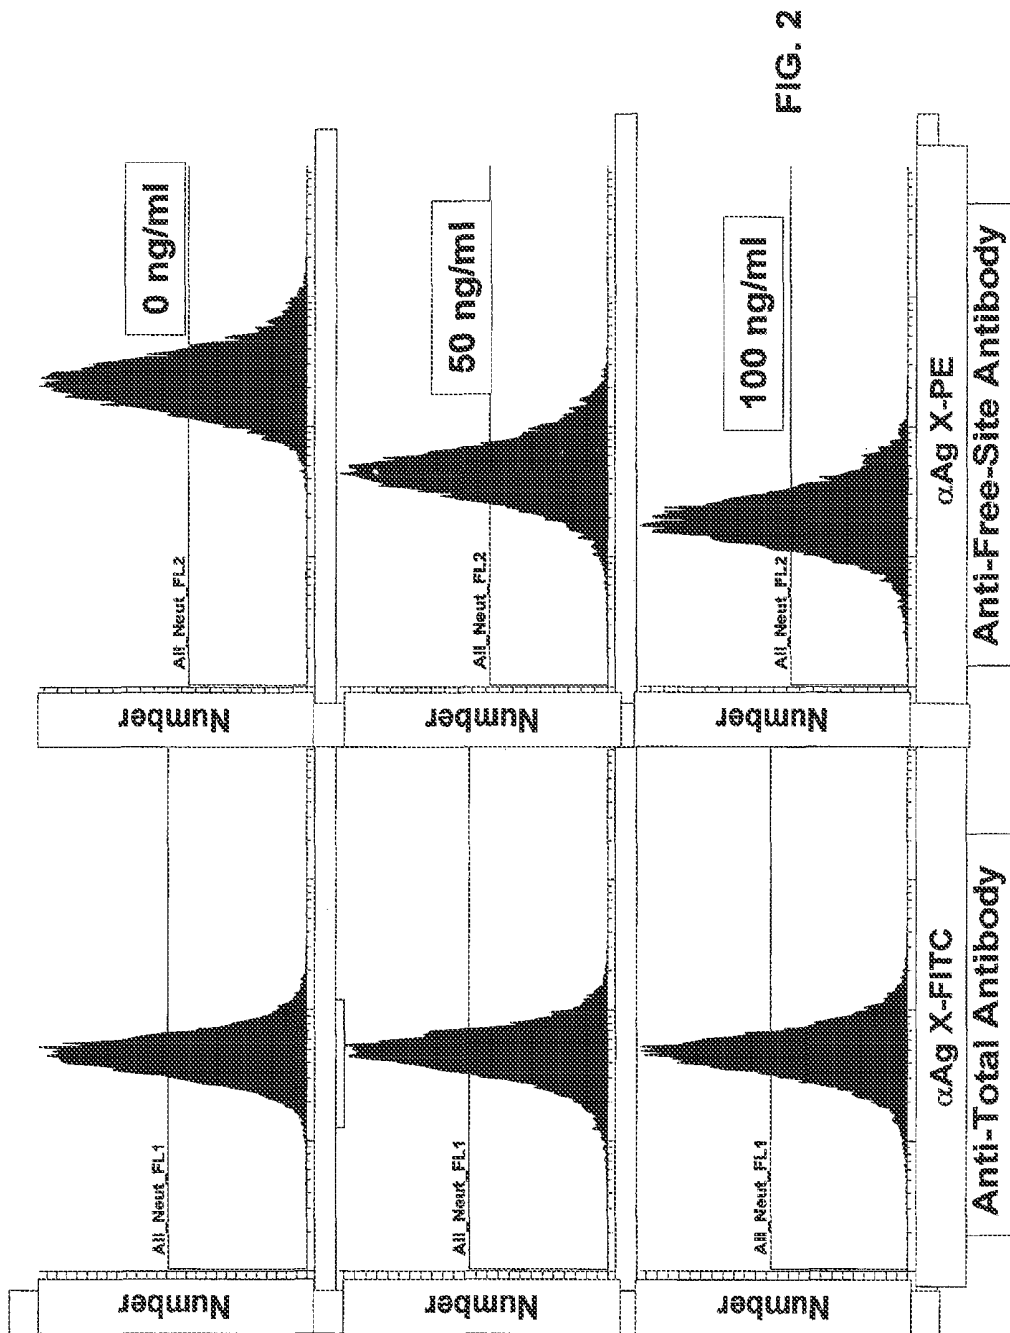 Number
All_Neut_FL1
Number
All_Neut_FL2
0 ng/ml
Number
All_Neut_FL1
Number
All_Neut_FL2
50 ng/ml
Number
All_Neut_FL1
Number
All_Neut_FL2
100 ng/ml
αAg X-FITC
αAg X-PE
Anti-Total Antibody
Anti-Free-Site Antibody
FIG. 2